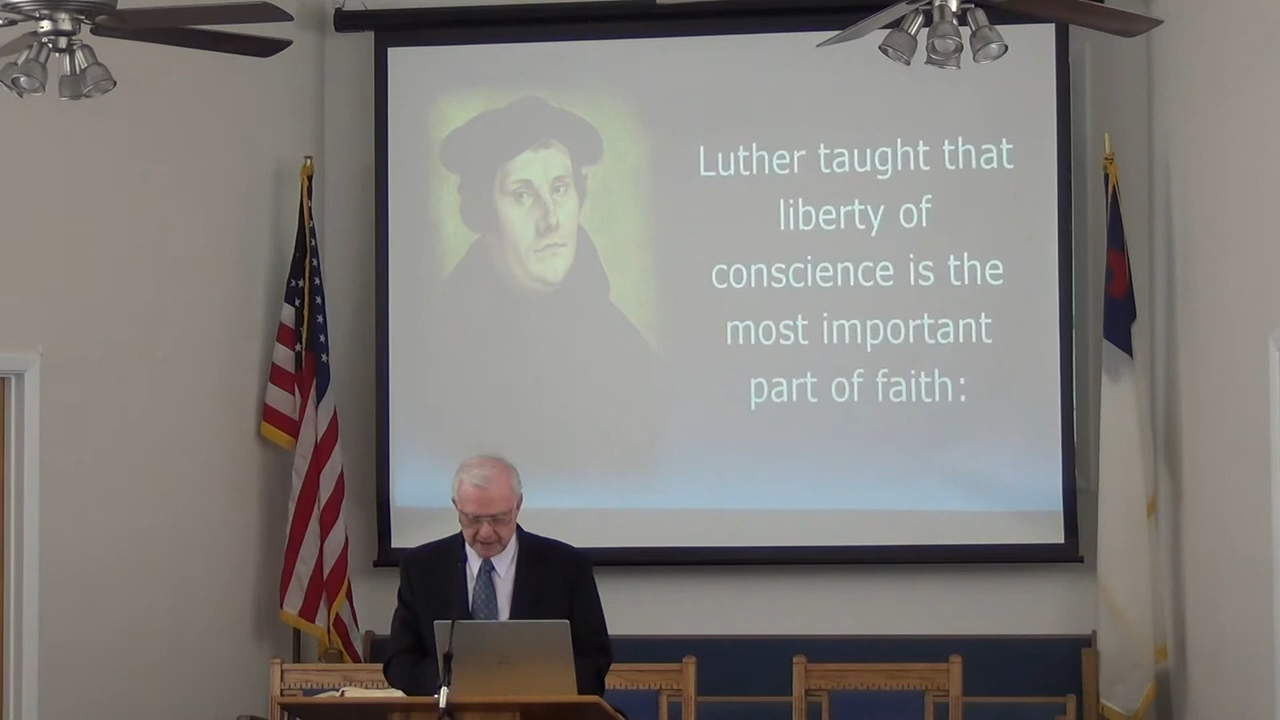 Luther taught that
liberty of
conscience is the
most important
part of faith: